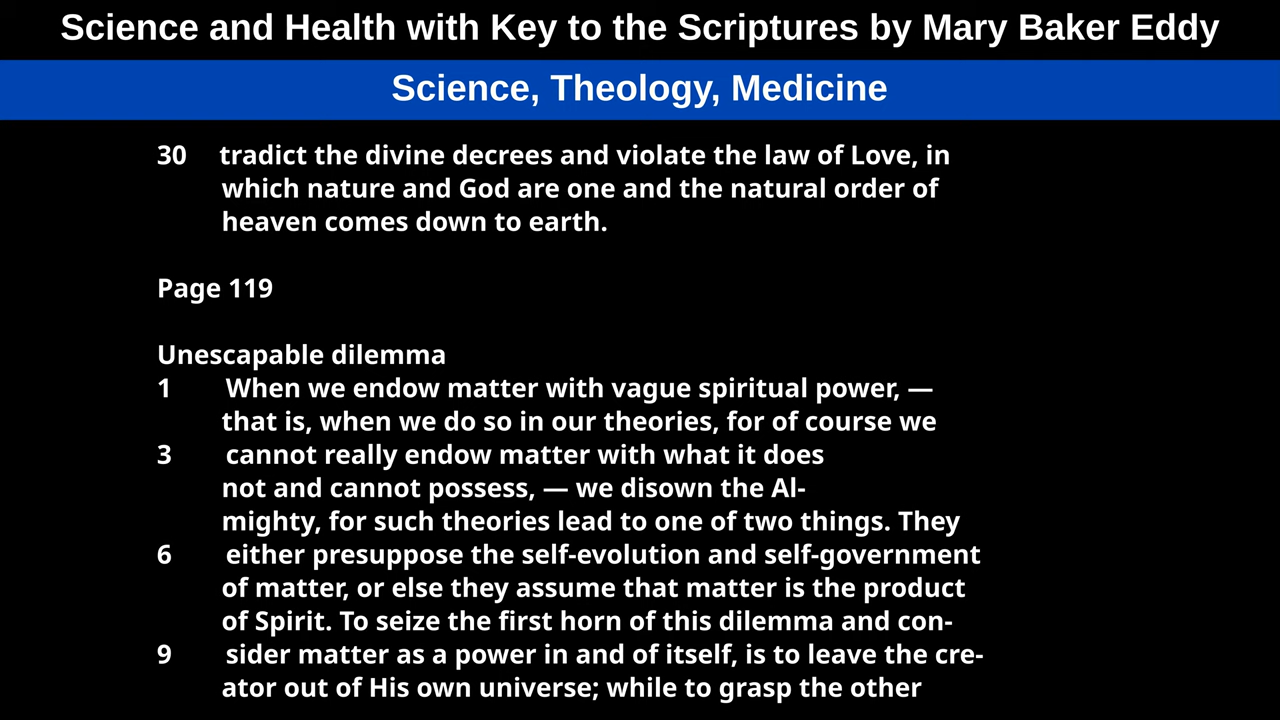 Science and Health with Key to the Scriptures by Mary Baker Eddy
Science, Theology, Medicine
30 tradict the divine decrees and violate the law of Love, in
which nature and God are one and the natural order of
heaven comes down to earth.
Page 119
Unescapable dilemma
1 When we endow matter with vague spiritual power, —
that is, when we do so in our theories, for of course we
3 cannot really endow matter with what it does
not and cannot possess, — we disown the Al-
mighty, for such theories lead to one of two things. They
6 either presuppose the self-evolution and self-government
of matter, or else they assume that matter is the product
of Spirit. To seize the first horn of this dilemma and con-
9 sider matter as a power in and of itself, is to leave the cre-
ator out of His own universe; while to grasp the other